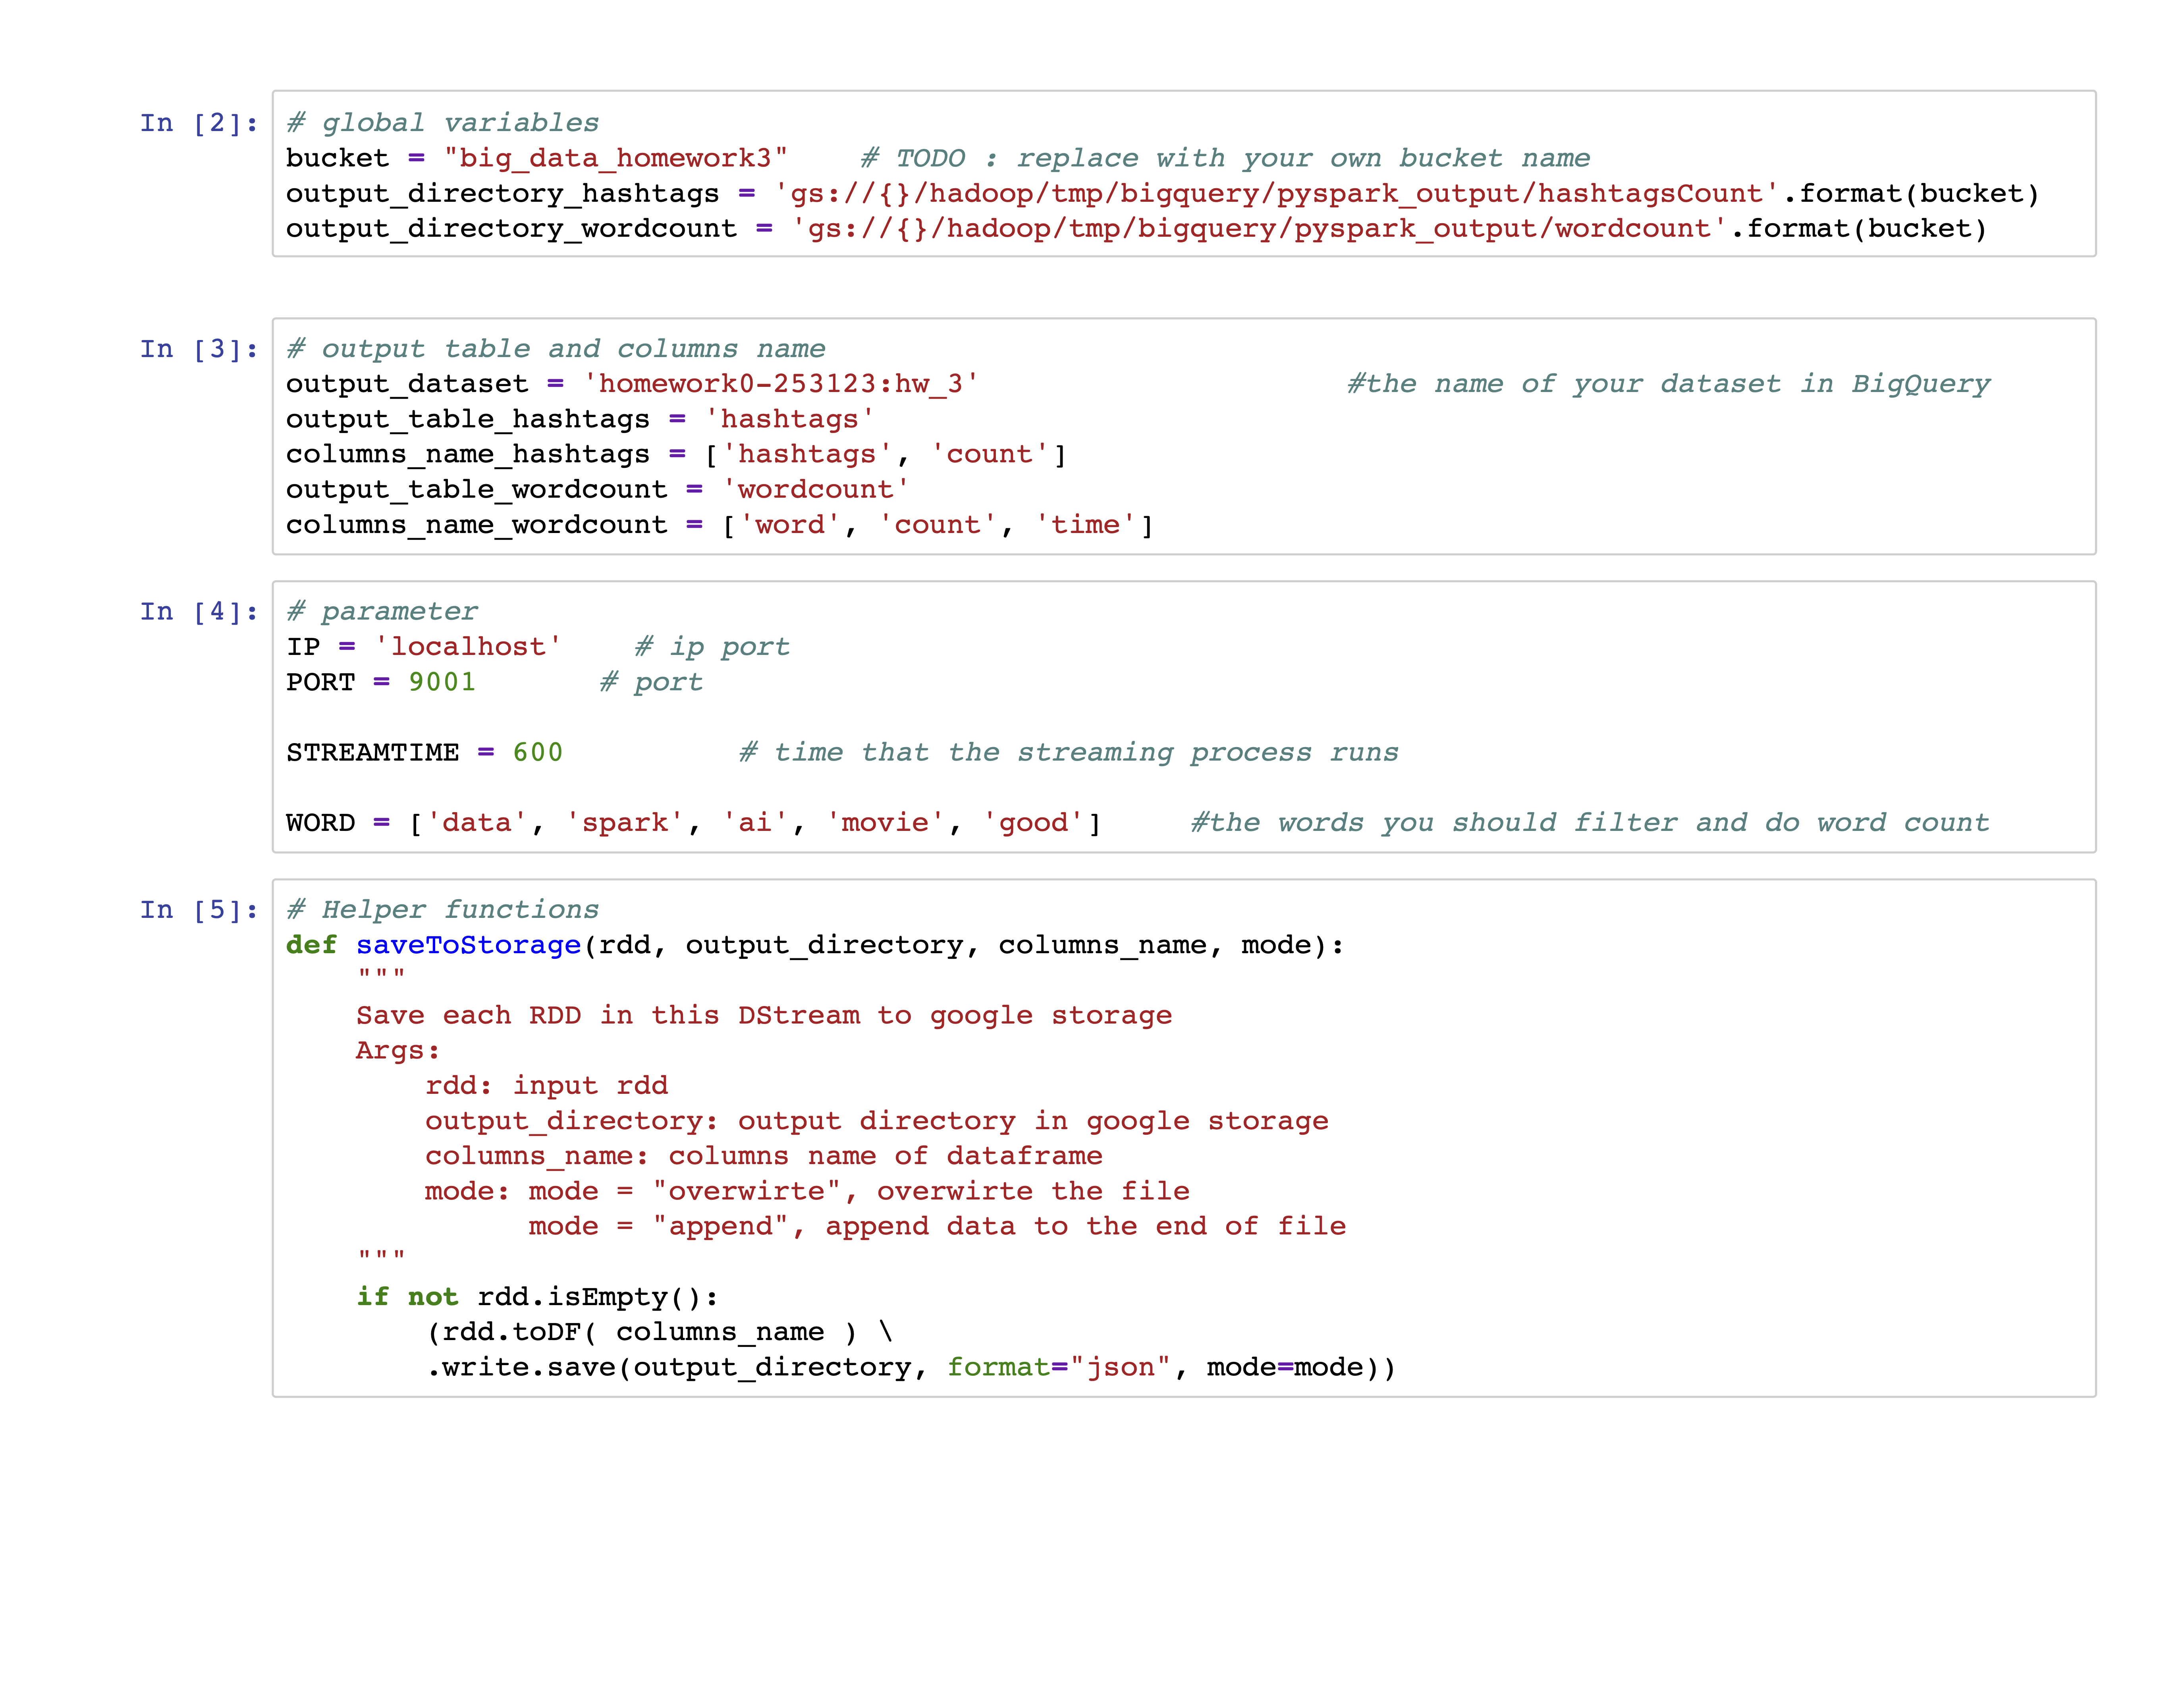 In [2]: # global variables
bucket = "big_data_homework3"    # TODO : replace with your own bucket name
output_directory_hashtags = 'gs://{}/hadoop/tmp/bigquery/pyspark_output/hashtagsCount'.format(bucket)
output_directory_wordcount = 'gs://{}/hadoop/tmp/bigquery/pyspark_output/wordcount'.format(bucket)
In [3]: # output table and columns name
output_dataset = 'homework0-253123:hw_3'                     #the name of your dataset in BigQuery
output_table_hashtags = 'hashtags'
columns_name_hashtags = ['hashtags', 'count']
output_table_wordcount = 'wordcount'
columns_name_wordcount = ['word', 'count', 'time']
In [4]: # parameter
IP = 'localhost'    # ip port
PORT = 9001       # port
STREAMTIME = 600          # time that the streaming process runs
WORD = ['data', 'spark', 'ai', 'movie', 'good']     #the words you should filter and do word count
In [5]: # Helper functions
def saveToStorage(rdd, output_directory, columns_name, mode):
    """
    Save each RDD in this DStream to google storage
    Args:
        rdd: input rdd
        output_directory: output directory in google storage
        columns_name: columns name of dataframe
        mode: mode = "overwirte", overwirte the file
              mode = "append", append data to the end of file
    """
    if not rdd.isEmpty():
        (rdd.toDF( columns_name ) \
        .write.save(output_directory, format="json", mode=mode))